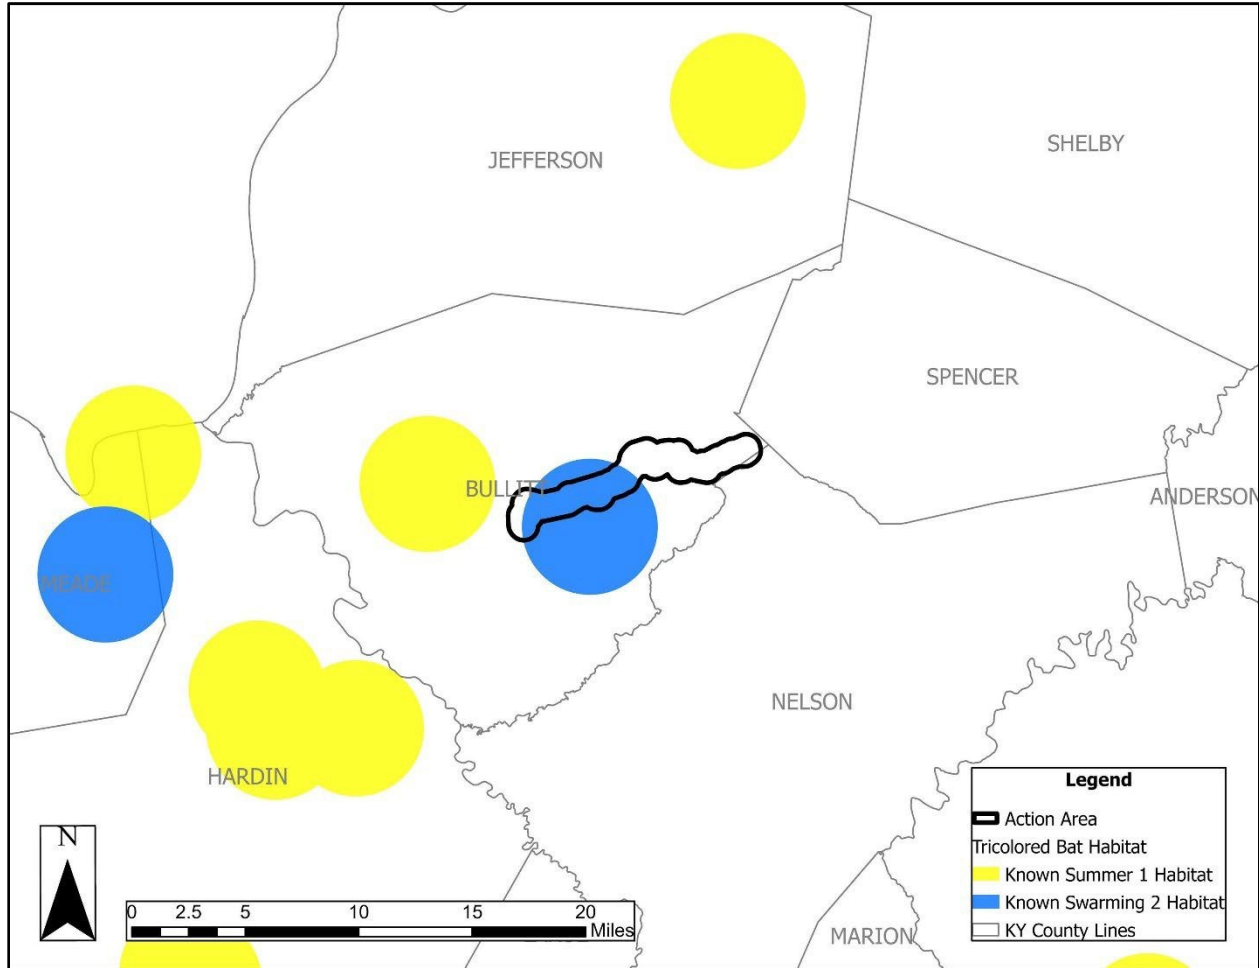 JEFFERSON
SHELBY
SPENCER
BULLITT
ANDERSON
MEADE
NELSON
HARDIN
MARION
N
0 2.5 5 10 15 20
Miles
Legend
Action Area
Tricolored Bat Habitat
Known Summer 1 Habitat
Known Swarming 2 Habitat
KY County Lines